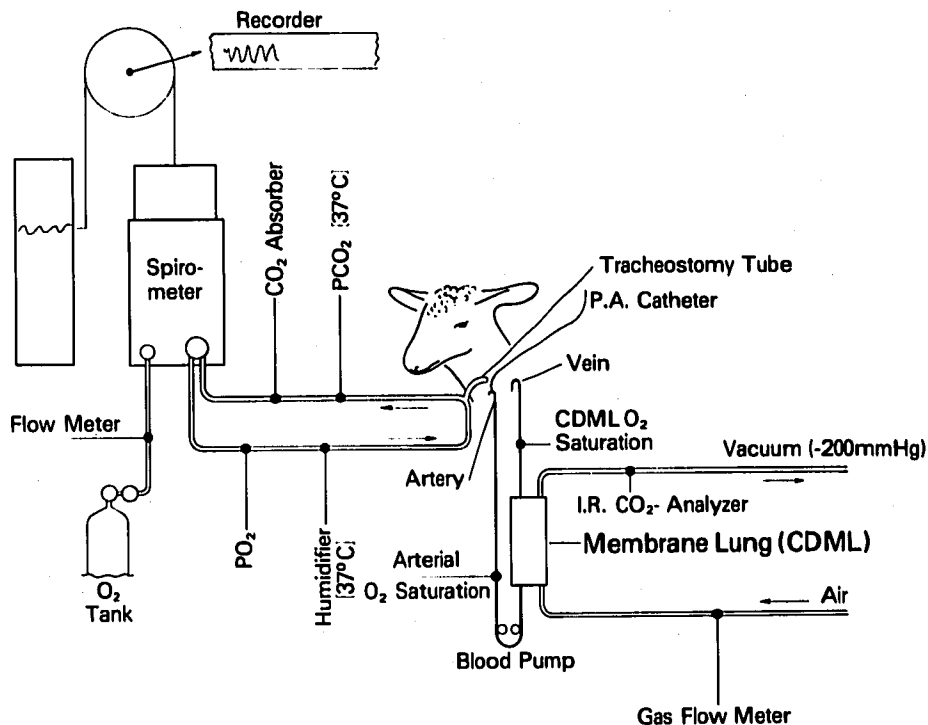 Recorder
CO₂ Absorber
PCO₂ [37°C]
Spiro-
meter
Tracheostomy Tube
P.A. Catheter
Vein
Flow Meter
CDML O₂
Saturation
Vacuum (-200mmHg)
Artery
I.R. CO₂- Analyzer
Membrane Lung (CDML)
PO₂
Humidifier
[37°C]
Arterial
O₂ Saturation
Air
O₂
Tank
Blood Pump
Gas Flow Meter